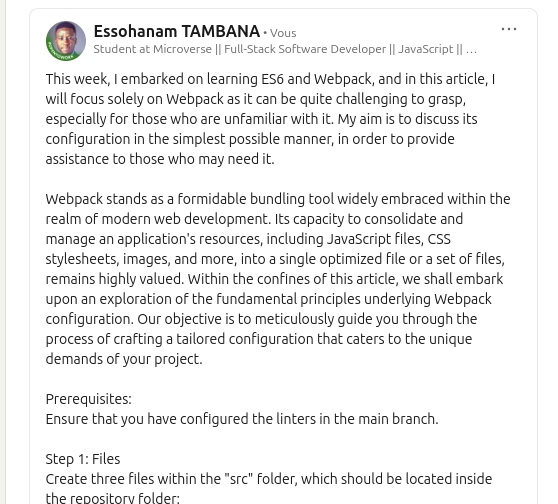 Essohanam TAMBANA • Vous
Student at Microverse || Full-Stack Software Developer || JavaScript || …
This week, I embarked on learning ES6 and Webpack, and in this article, I
will focus solely on Webpack as it can be quite challenging to grasp,
especially for those who are unfamiliar with it. My aim is to discuss its
configuration in the simplest possible manner, in order to provide
assistance to those who may need it.
Webpack stands as a formidable bundling tool widely embraced within the
realm of modern web development. Its capacity to consolidate and
manage an application's resources, including JavaScript files, CSS
stylesheets, images, and more, into a single optimized file or a set of files,
remains highly valued. Within the confines of this article, we shall embark
upon an exploration of the fundamental principles underlying Webpack
configuration. Our objective is to meticulously guide you through the
process of crafting a tailored configuration that caters to the unique
demands of your project.
Prerequisites:
Ensure that you have configured the linters in the main branch.
Step 1: Files
Create three files within the "src" folder, which should be located inside
the repository folder: